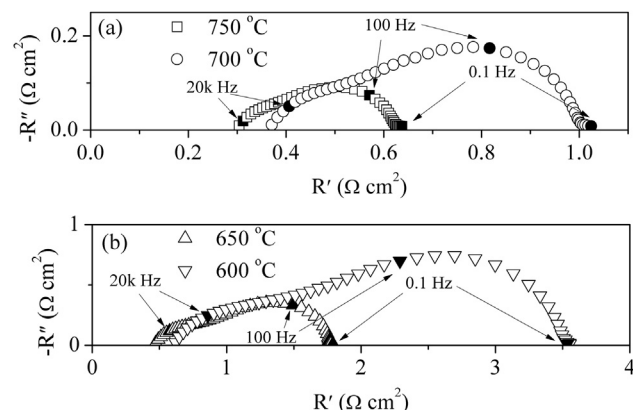 (a)
750 °C
700 °C
100 Hz
20k Hz
0.1 Hz
0.2
0.0
-R″ (Ω cm²)
0.0 0.2 0.4 0.6 0.8 1.0
R′ (Ω cm²)
(b)
650 °C
600 °C
20k Hz
100 Hz
0.1 Hz
1
0
-R″ (Ω cm²)
0 1 2 3 4
R′ (Ω cm²)